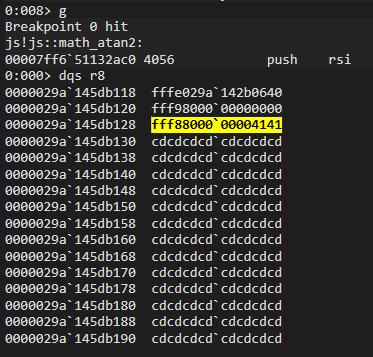 0:008> g
Breakpoint 0 hit
js!js::math_atan2:
00007ff6`51132ac0 4056 push rsi
0:000> dqs r8
0000029a`145db118 fffe029a`142b0640
0000029a`145db120 fff98000`00000000
0000029a`145db128 fff88000`00004141
0000029a`145db130 cdcdcdcd`cdcdcdcd
0000029a`145db138 cdcdcdcd`cdcdcdcd
0000029a`145db140 cdcdcdcd`cdcdcdcd
0000029a`145db148 cdcdcdcd`cdcdcdcd
0000029a`145db150 cdcdcdcd`cdcdcdcd
0000029a`145db158 cdcdcdcd`cdcdcdcd
0000029a`145db160 cdcdcdcd`cdcdcdcd
0000029a`145db168 cdcdcdcd`cdcdcdcd
0000029a`145db170 cdcdcdcd`cdcdcdcd
0000029a`145db178 cdcdcdcd`cdcdcdcd
0000029a`145db180 cdcdcdcd`cdcdcdcd
0000029a`145db188 cdcdcdcd`cdcdcdcd
0000029a`145db190 cdcdcdcd`cdcdcdcd